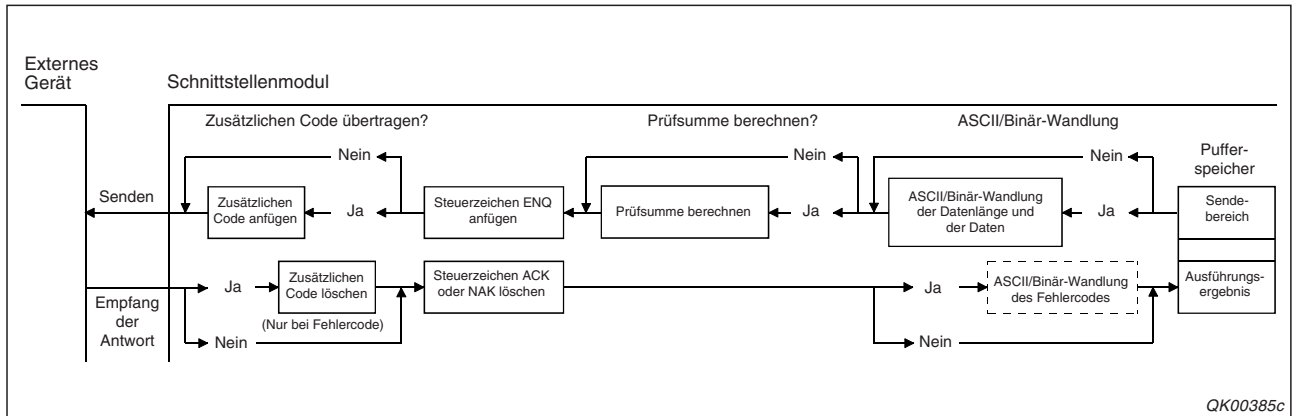 Externes
Gerät
Schnittstellenmodul
Zusätzlichen Code übertragen?
Prüfsumme berechnen?
ASCII/Binär-Wandlung
Nein
Nein
Nein
Puffer-
speicher
Senden
Zusätzlichen
Code anfügen
Ja
Steuerzeichen ENQ
anfügen
Prüfsumme berechnen
Ja
ASCII/Binär-Wandlung
der Datenlänge und
der Daten
Ja
Sende-
bereich
Empfang
der
Antwort
Ja
Zusätzlichen
Code löschen
(Nur bei Fehlercode)
Nein
Steuerzeichen ACK
oder NAK löschen
Ja
ASCII/Binär-Wandlung
des Fehlercodes
Nein
Ausführungs-
ergebnis
QK00385c